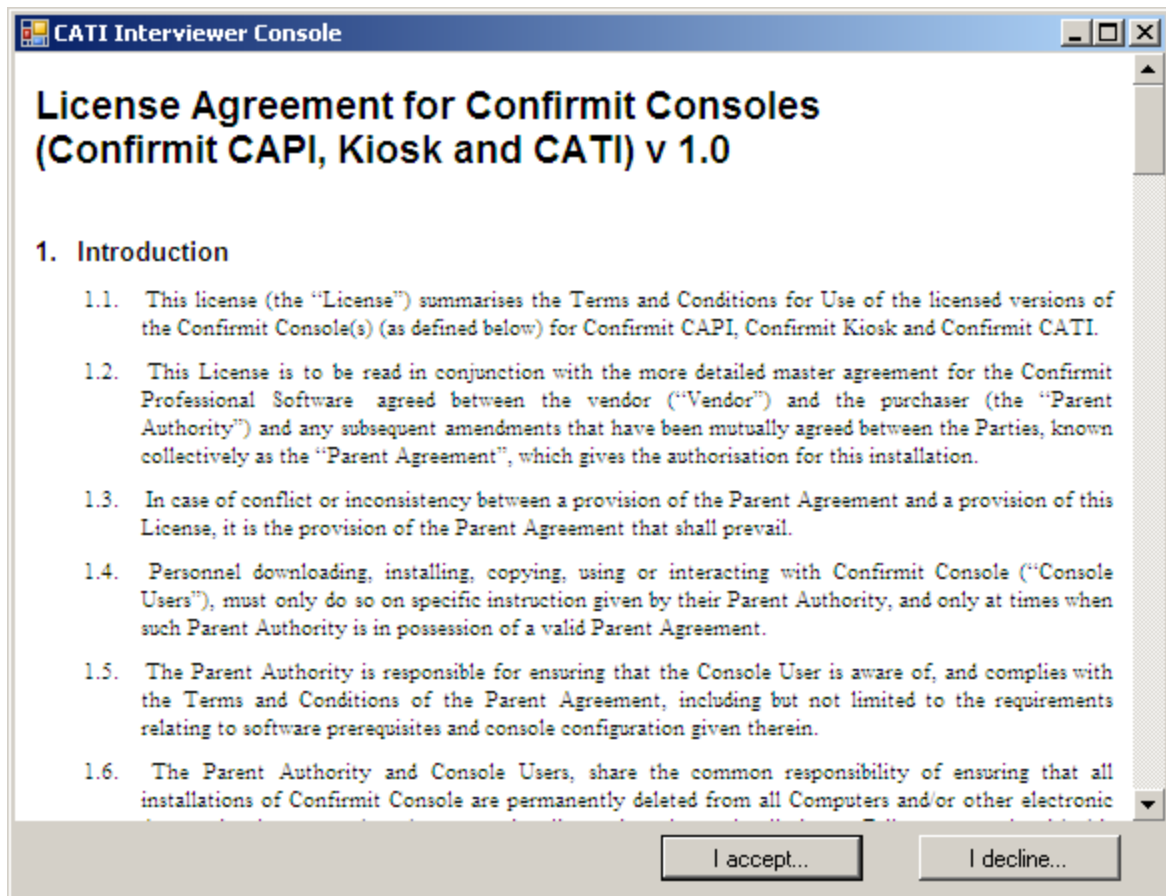 CATI Interviewer Console
License Agreement for Confirmit Consoles
(Confirmit CAPI, Kiosk and CATI) v 1.0
1. Introduction
1.1. This license (the “License”) summarises the Terms and Conditions for Use of the licensed versions of
the Confirmit Console(s) (as defined below) for Confirmit CAPI, Confirmit Kiosk and Confirmit CATI.
1.2. This License is to be read in conjunction with the more detailed master agreement for the Confirmit
Professional Software agreed between the vendor (“Vendor”) and the purchaser (the “Parent
Authority”) and any subsequent amendments that have been mutually agreed between the Parties, known
collectively as the “Parent Agreement”, which gives the authorisation for this installation.
1.3. In case of conflict or inconsistency between a provision of the Parent Agreement and a provision of this
License, it is the provision of the Parent Agreement that shall prevail.
1.4. Personnel downloading, installing, copying, using or interacting with Confirmit Console (“Console
Users”), must only do so on specific instruction given by their Parent Authority, and only at times when
such Parent Authority is in possession of a valid Parent Agreement.
1.5. The Parent Authority is responsible for ensuring that the Console User is aware of, and complies with
the Terms and Conditions of the Parent Agreement, including but not limited to the requirements
relating to software prerequisites and console configuration given therein.
1.6. The Parent Authority and Console Users, share the common responsibility of ensuring that all
installations of Confirmit Console are permanently deleted from all Computers and/or other electronic
I accept...
I decline...